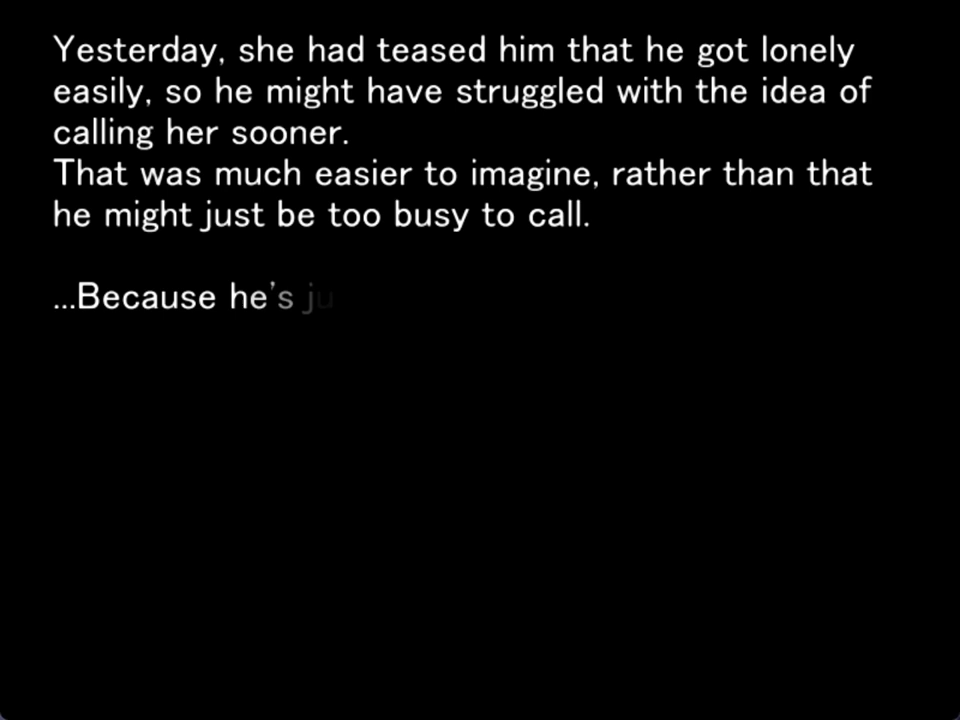 Yesterday, she had teased him that he got lonely
easily, so he might have struggled with the idea of
calling her sooner.
That was much easier to imagine, rather than that
he might just be too busy to call.
...Because he's ju